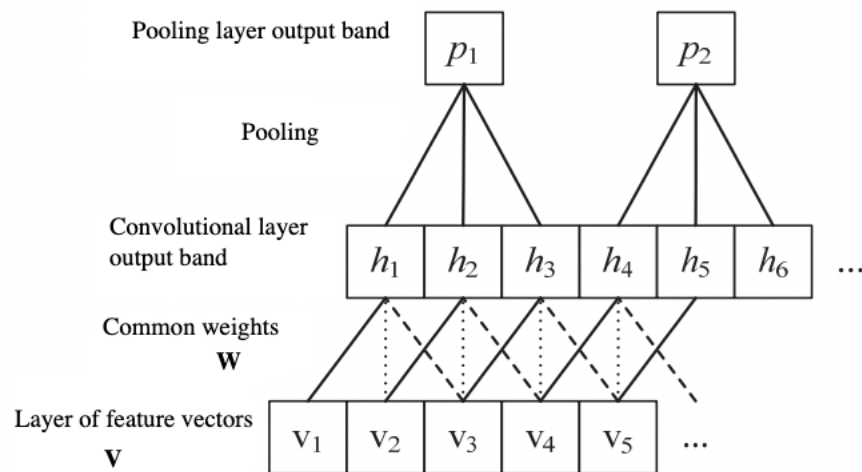 Pooling layer output band
p₁ p₂
Pooling
Convolutional layer
output band
h₁ h₂ h₃ h₄ h₅ h₆ ...
Common weights
W
Layer of feature vectors
V
v₁ v₂ v₃ v₄ v₅ ...